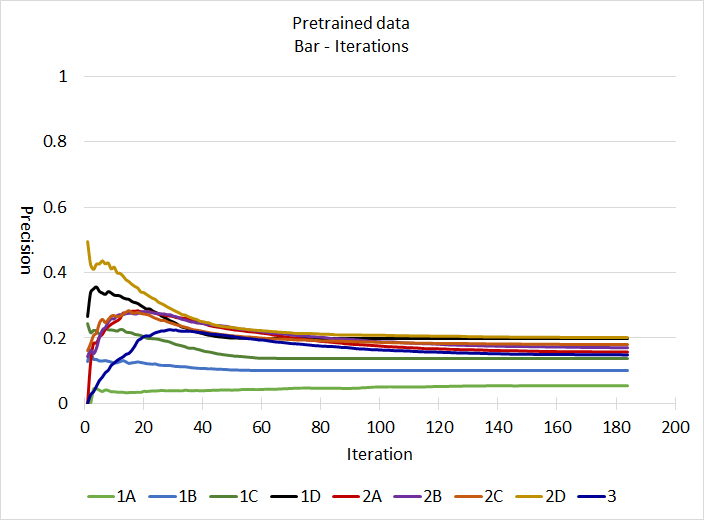 Pretrained data
Bar - Iterations
1
0.8
0.6
0.4
0.2
0
Precision
0 20 40 60 80 100 120 140 160 180 200
Iteration
1A 1B 1C 1D 2A 2B 2C 2D 3